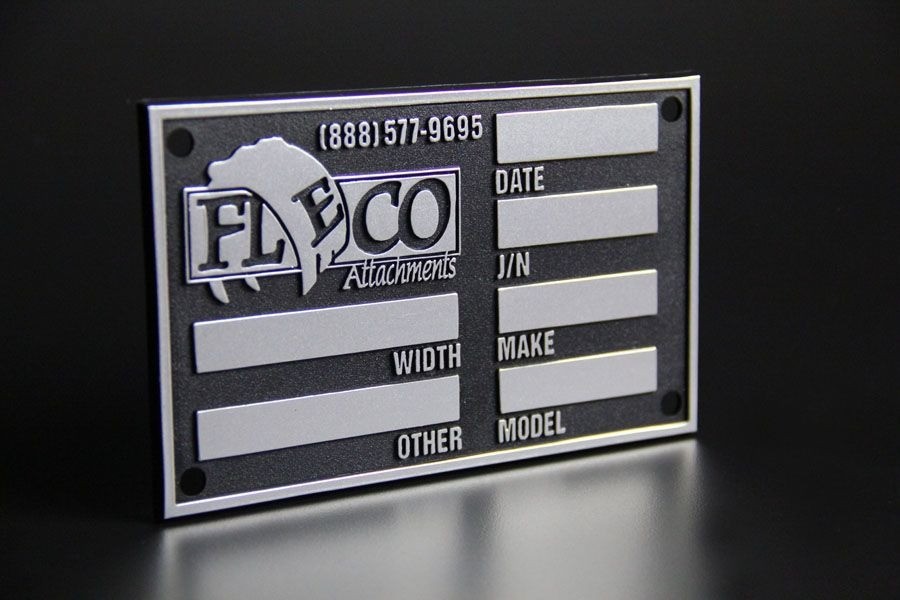 (888)577-9695
FLECO
Attachments
WIDTH
OTHER
DATE
J/N
MAKE
MODEL